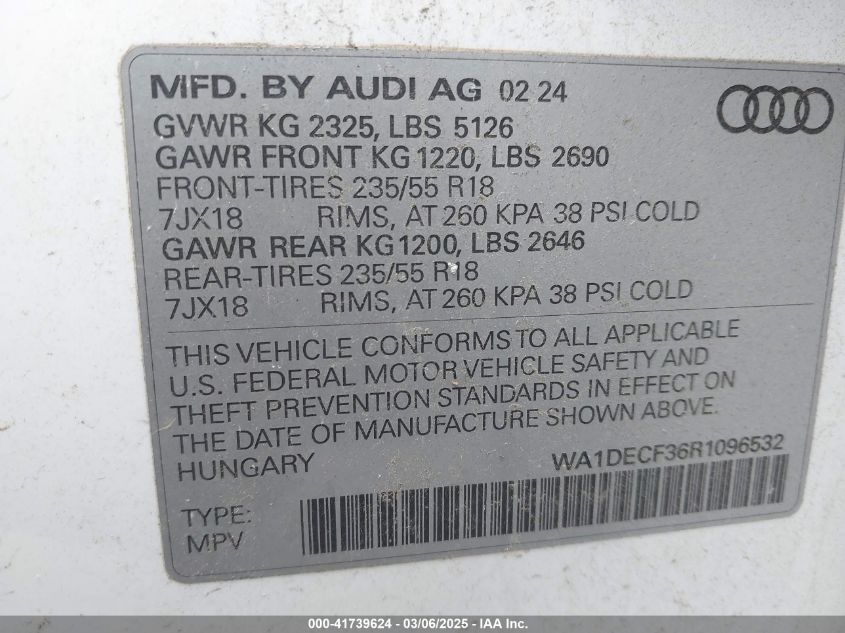 MFD. BY AUDI AG 02 24
GVWR KG 2325, LBS 5126
GAWR FRONT KG 1220, LBS 2690
FRONT-TIRES 235/55 R18
7JX18 RIMS, AT 260 KPA 38 PSI COLD
GAWR REAR KG 1200, LBS 2646
REAR-TIRES 235/55 R18
7JX18 RIMS, AT 260 KPA 38 PSI COLD
THIS VEHICLE CONFORMS TO ALL APPLICABLE
U.S. FEDERAL MOTOR VEHICLE SAFETY AND
THEFT PREVENTION STANDARDS IN EFFECT ON
THE DATE OF MANUFACTURE SHOWN ABOVE.
HUNGARY WA1DECF36R1096532
TYPE:
MPV
000-41739624 - 03/06/2025 - IAA Inc.